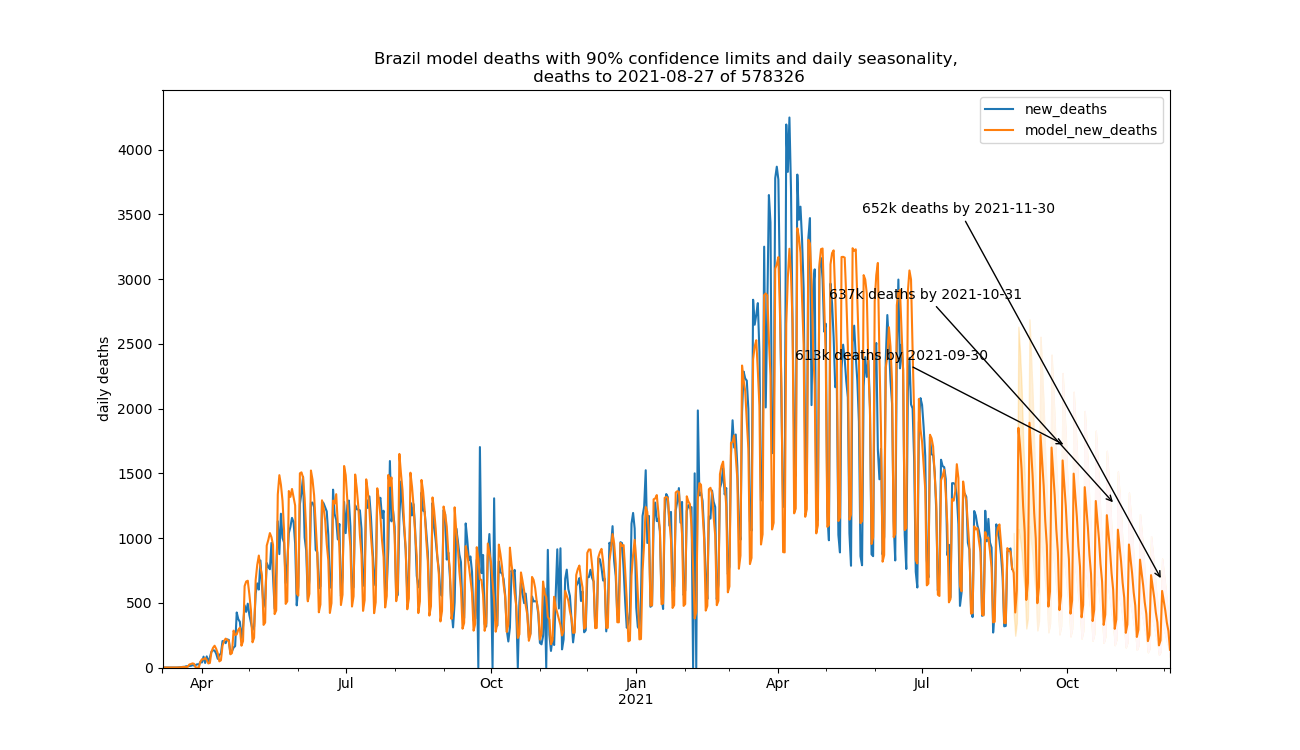 Brazil model deaths with 90% confidence limits and daily seasonality,
deaths to 2021-08-27 of 578326
new_deaths
model_new_deaths
daily deaths
4000
3500
3000
2500
2000
1500
1000
500
0
652k deaths by 2021-11-30
637k deaths by 2021-10-31
613k deaths by 2021-09-30
Apr
Jul
Oct
Jan
2021
Apr
Jul
Oct